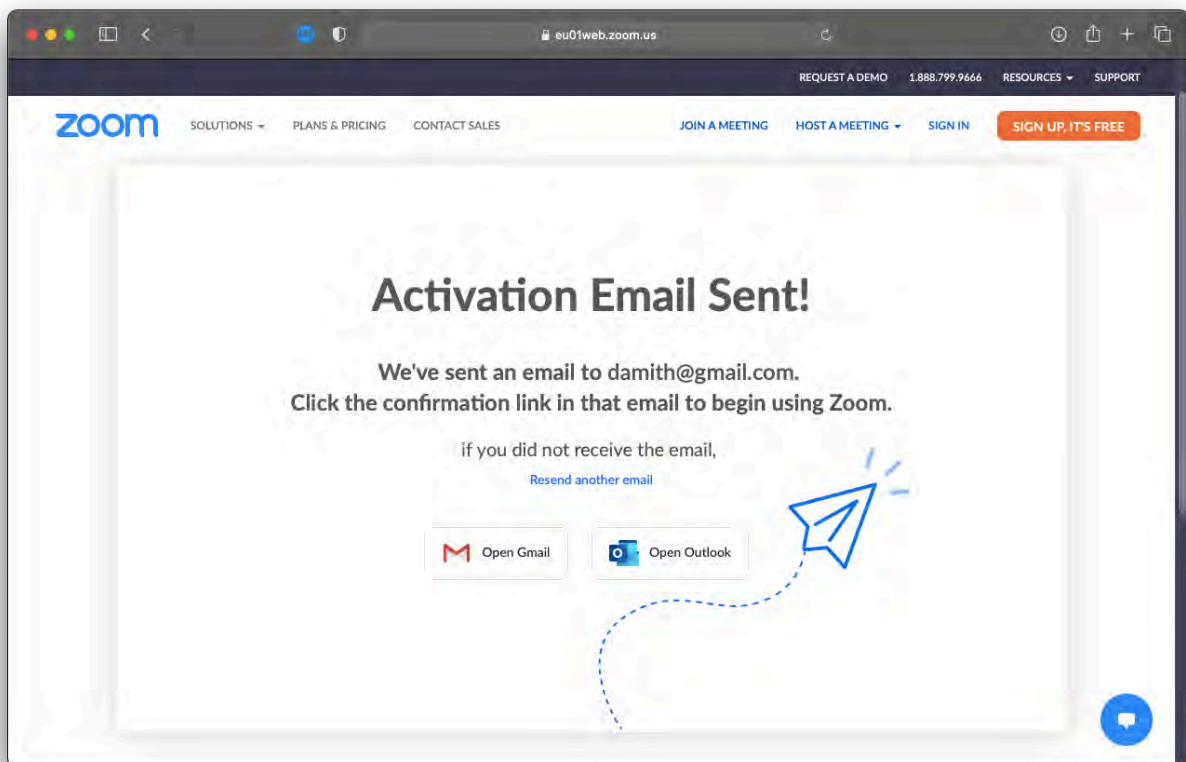 eu01web.zoom.us
REQUEST A DEMO 1.888.799.9666 RESOURCES SUPPORT
zoom SOLUTIONS PLANS & PRICING CONTACT SALES JOIN A MEETING HOST A MEETING SIGN IN SIGN UP, IT'S FREE
Activation Email Sent!
We've sent an email to damith@gmail.com.
Click the confirmation link in that email to begin using Zoom.
if you did not receive the email,
Resend another email
Open Gmail Open Outlook